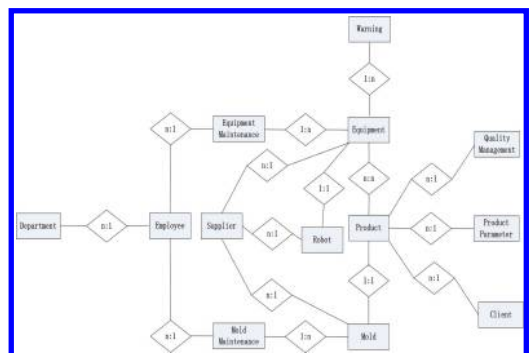 Warning
1:n
n:1
Equipment
Maintenance
1:n
Equipment
Quality
Management
n:1
1:1
n:n
n:1
Department
n:1
Employee
Supplier
n:1
Robot
Product
n:1
Product
Parameter
n:1
1:1
n:1
Client
n:1
Mold
Maintenance
1:n
Mold